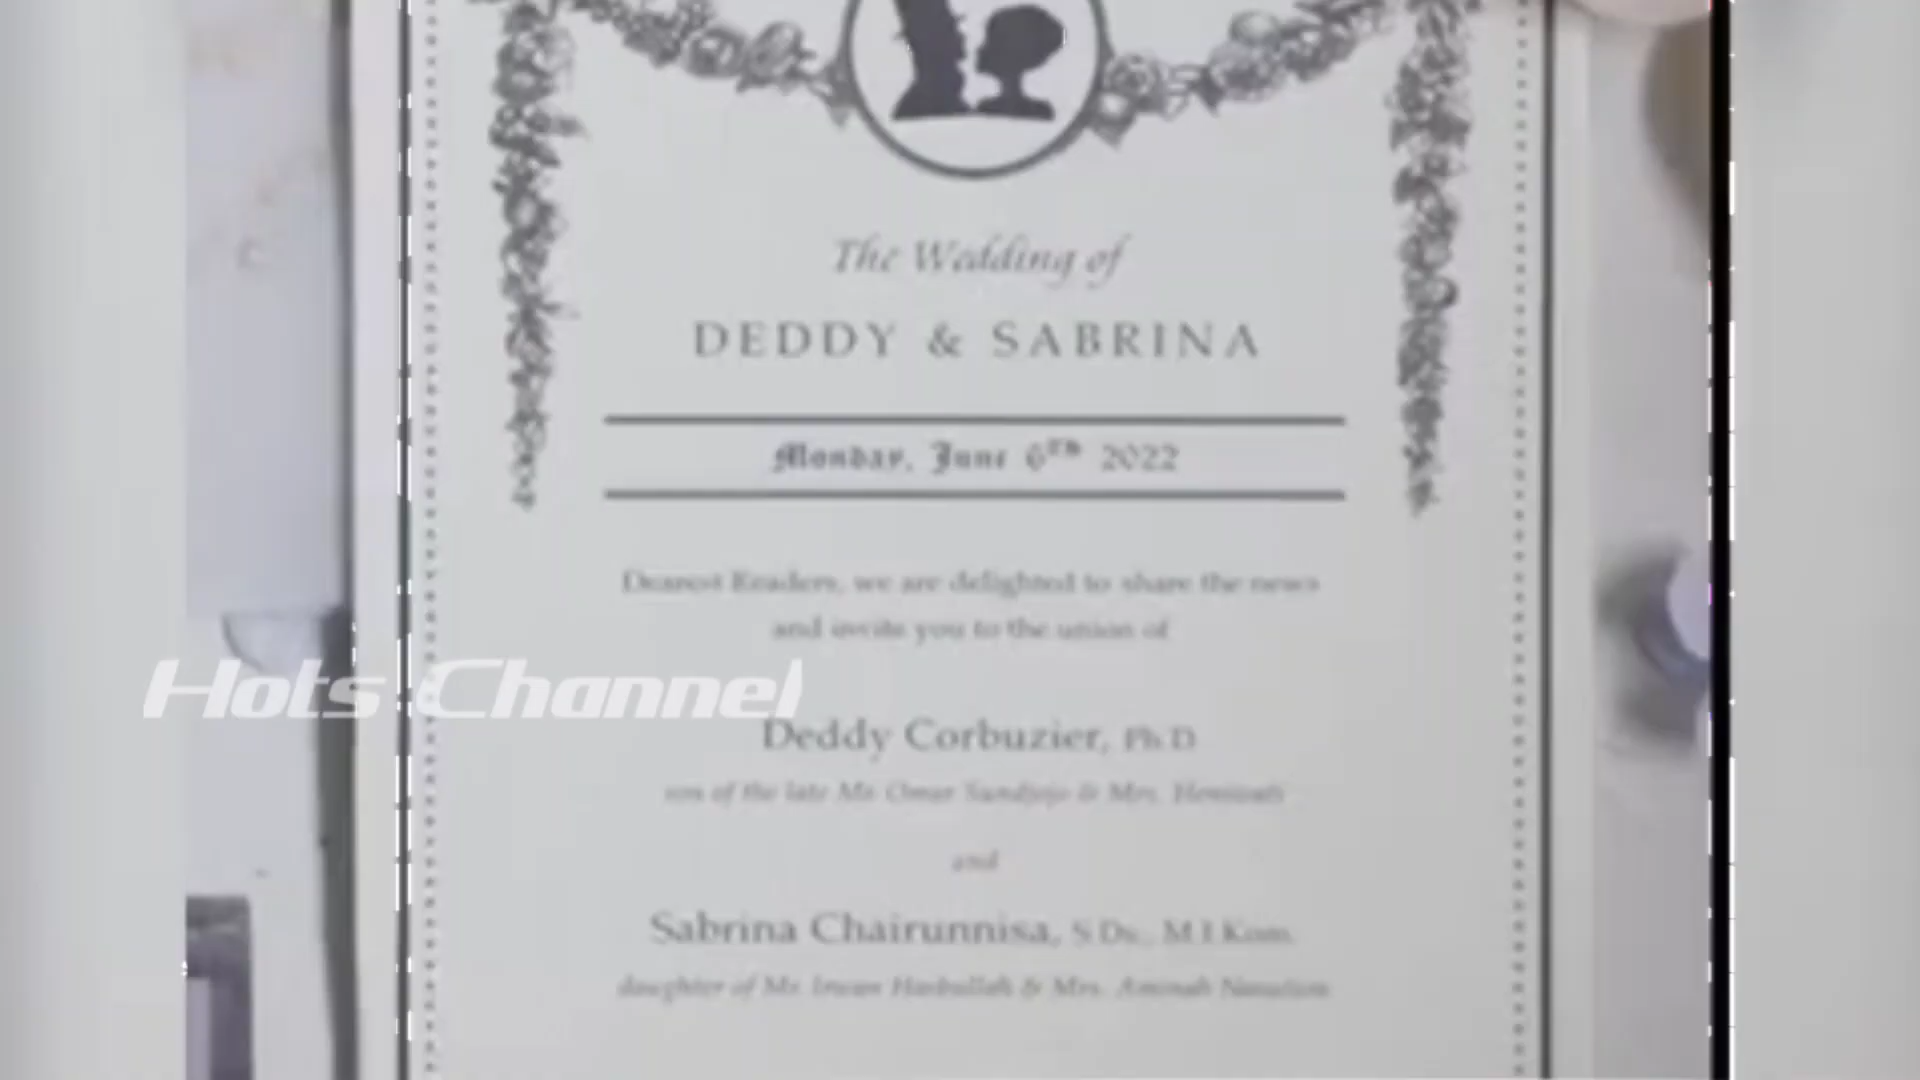 The Wedding of
DEDDY & SABRINA
Monday, June 6Th 2022
Dearest Readers, we are delighted to share the news
and invite you to the union of
Hots Channel
Deddy Corbuzier, Ph.D
son of the late Mr. Omar Sundjojo & Mrs.
and
Sabrina Chairunnisa, S.Ds., M.I.Kom.
daughter of Mr. Irwan Hasbullah & Mrs. Aminah Nasution